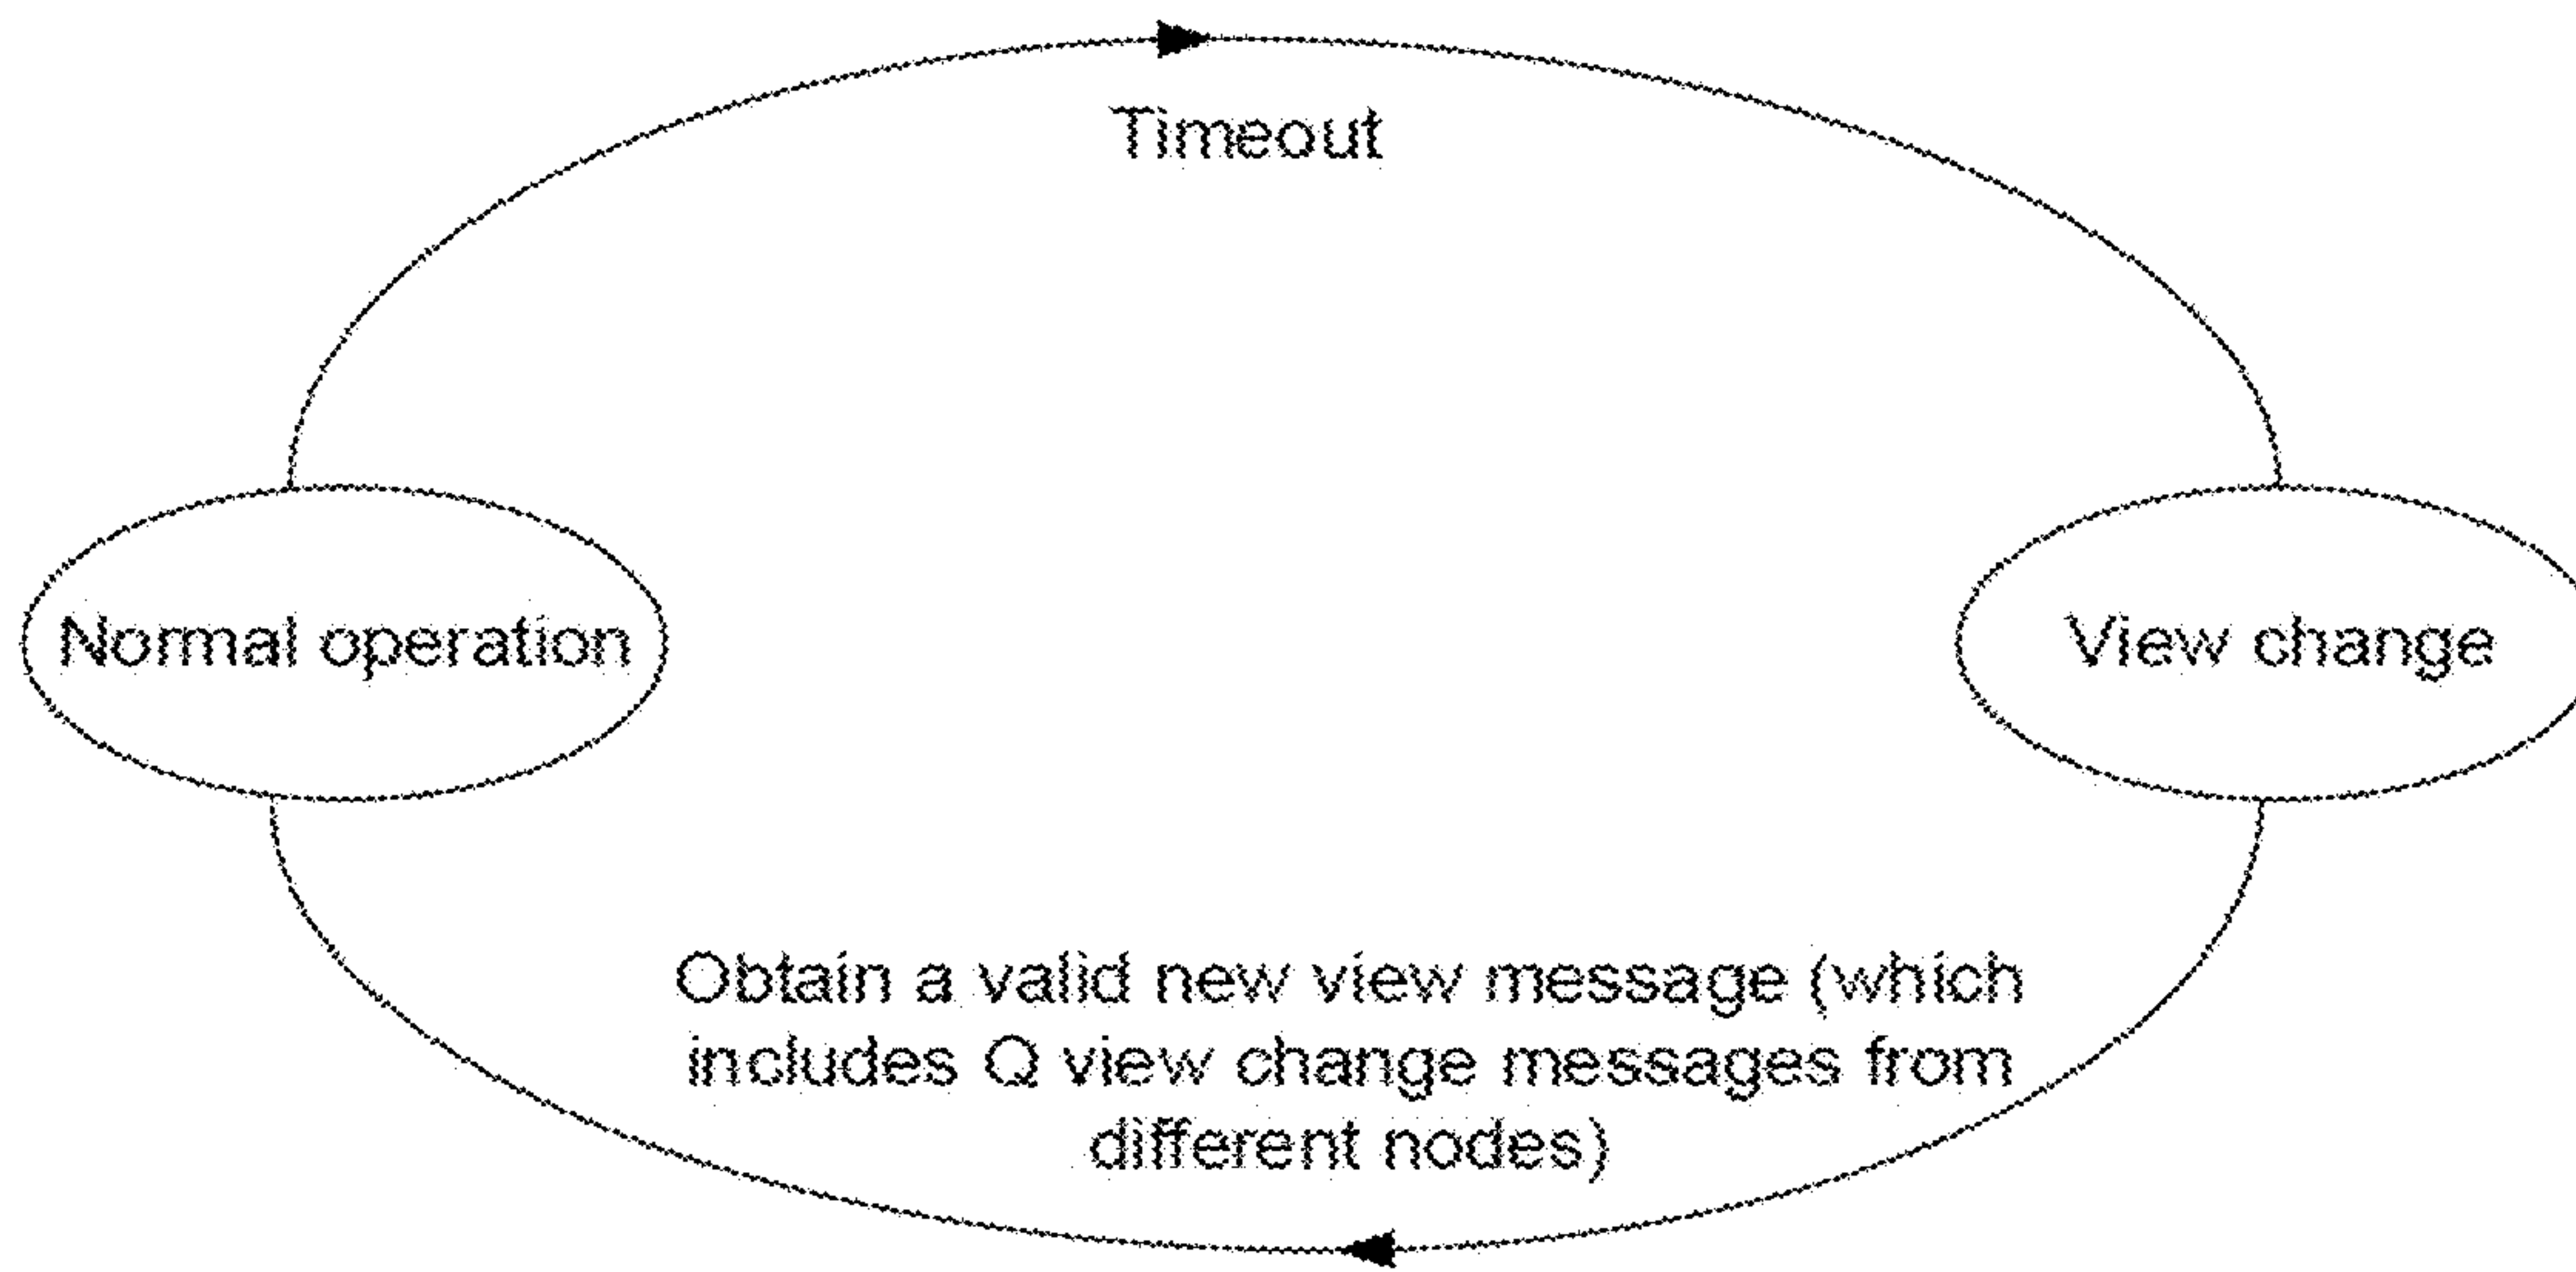 Timeout
Normal operation
View change
Obtain a valid new view message (which
includes Q view change messages from
different nodes)